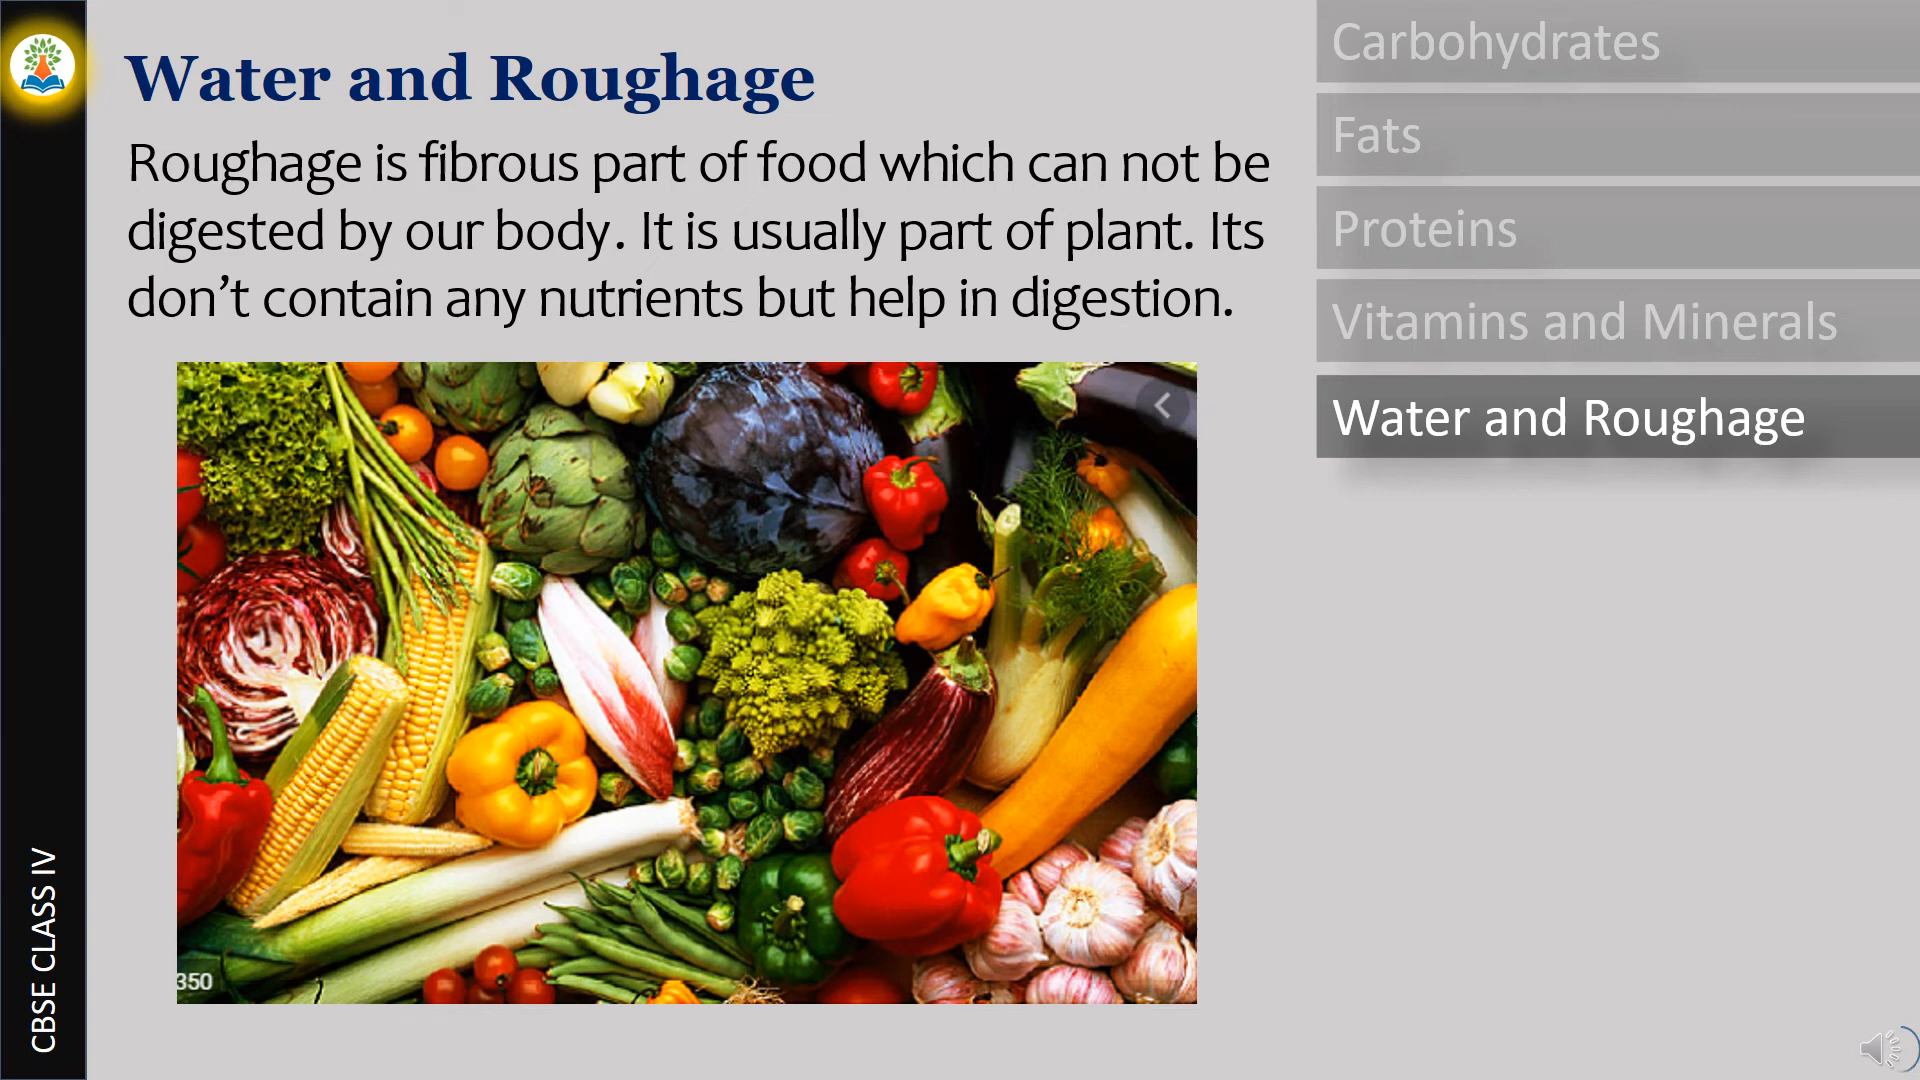 Water and Roughage
Roughage is fibrous part of food which can not be
digested by our body. It is usually part of plant. Its
don’t contain any nutrients but help in digestion.
Carbohydrates
Fats
Proteins
Vitamins and Minerals
Water and Roughage
350
CBSE CLASS IV